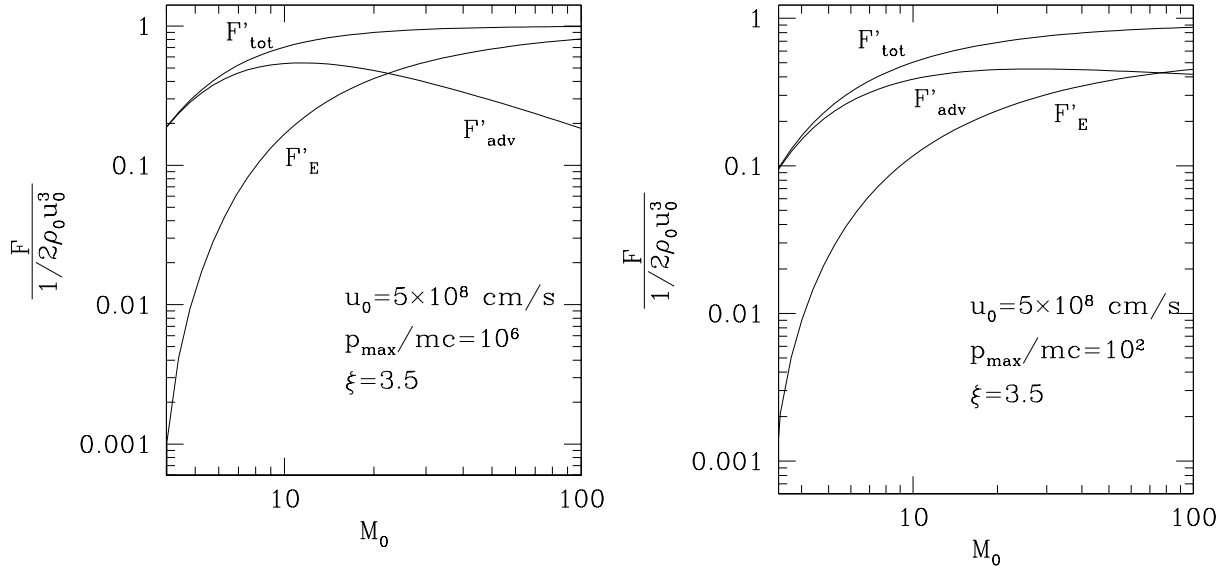 1
0.1
0.01
0.001
F
1/2ρ₀u₀³
F'tot
F'adv
F'E
u₀=5×10⁸ cm/s
pmax/mc=10⁶
ξ=3.5
10
100
M₀
1
0.1
0.01
0.001
F
1/2ρ₀u₀³
F'tot
F'adv
F'E
u₀=5×10⁸ cm/s
pmax/mc=10²
ξ=3.5
10
100
M₀